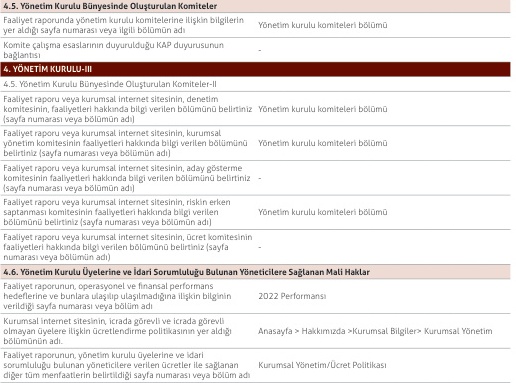 4.5. Yönetim Kurulu Bünyesinde Oluşturulan Komiteler
Faaliyet raporunda yönetim kurulu komitelerine ilişkin bilgilerin
yer aldığı sayfa numarası veya ilgili bölümün adı
Yönetim kurulu komiteleri bölümü
Komite çalışma esaslarının duyurulduğu KAP duyurusunun
bağlantısı
-
4. YÖNETİM KURULU-III
4.5. Yönetim Kurulu Bünyesinde Oluşturulan Komiteler-II
Faaliyet raporu veya kurumsal internet sitesinin, denetim
komitesinin, faaliyetleri hakkında bilgi verilen bölümünü belirtiniz
(sayfa numarası veya bölümün adı)
Yönetim kurulu komiteleri bölümü
Faaliyet raporu veya kurumsal internet sitesinin, kurumsal
yönetim komitesinin faaliyetleri hakkında bilgi verilen bölümünü
belirtiniz (sayfa numarası veya bölümün adı)
Yönetim kurulu komiteleri bölümü
Faaliyet raporu veya kurumsal internet sitesinin, aday gösterme
komitesinin faaliyetleri hakkında bilgi verilen bölümünü belirtiniz
(sayfa numarası veya bölümün adı)
-
Faaliyet raporu veya kurumsal internet sitesinin, riskin erken
saptanması komitesinin faaliyetleri hakkında bilgi verilen
bölümünü belirtiniz (sayfa numarası veya bölümün adı)
Yönetim kurulu komiteleri bölümü
Faaliyet raporu veya kurumsal internet sitesinin, ücret komitesinin
faaliyetleri hakkında bilgi verilen bölümünü belirtiniz (sayfa
numarası veya bölümün adı)
-
4.6. Yönetim Kurulu Üyelerine ve İdari Sorumluluğu Bulunan Yöneticilere Sağlanan Mali Haklar
Faaliyet raporunun, operasyonel ve finansal performans
hedeflerine ve bunlara ulaşılıp ulaşılmadığına ilişkin bilginin
verildiği sayfa numarası veya bölüm adı
2022 Performansı
Kurumsal internet sitesinin, icrada görevli ve icrada görevli
olmayan üyelere ilişkin ücretlendirme politikasının yer aldığı
bölümünün adı.
Anasayfa > Hakkımızda >Kurumsal Bilgiler> Kurumsal Yönetim
Faaliyet raporunun, yönetim kurulu üyelerine ve idari
sorumluluğu bulunan yöneticilere verilen ücretler ile sağlanan
diğer tüm menfaatlerin belirtildiği sayfa numarası veya bölüm adı
Kurumsal Yönetim/Ücret Politikası